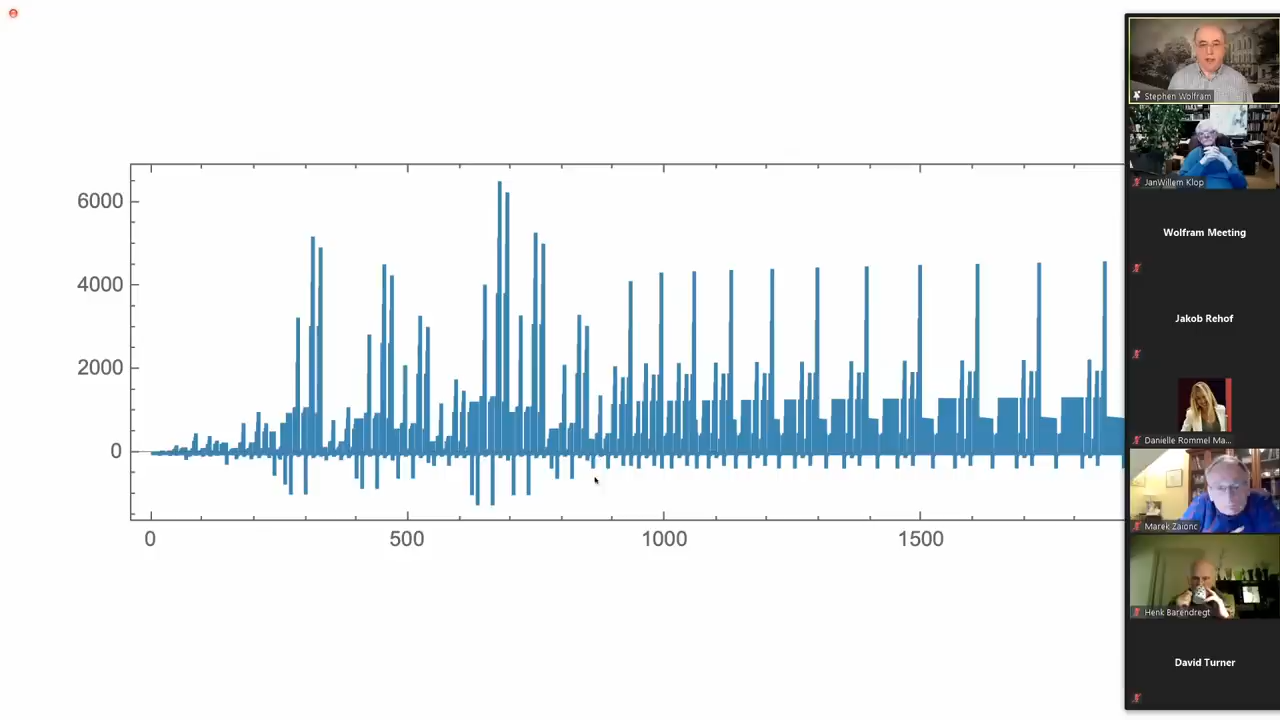 6000
4000
2000
0
0
500
1000
1500
Stephen Wolfram
JanWillem Klop
Wolfram Meeting
Jakob Rehof
Danielle Rommel Ma...
Marek Zaionc
Henk Barendregt
David Turner